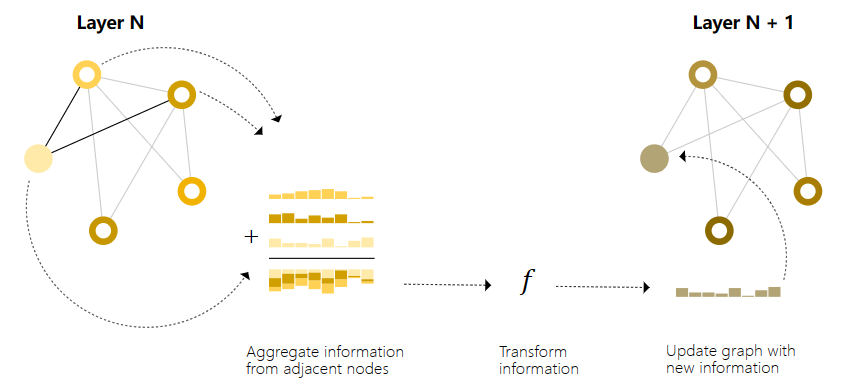 Layer N
Layer N + 1
+
f
Aggregate information
from adjacent nodes
Transform
information
Update graph with
new information